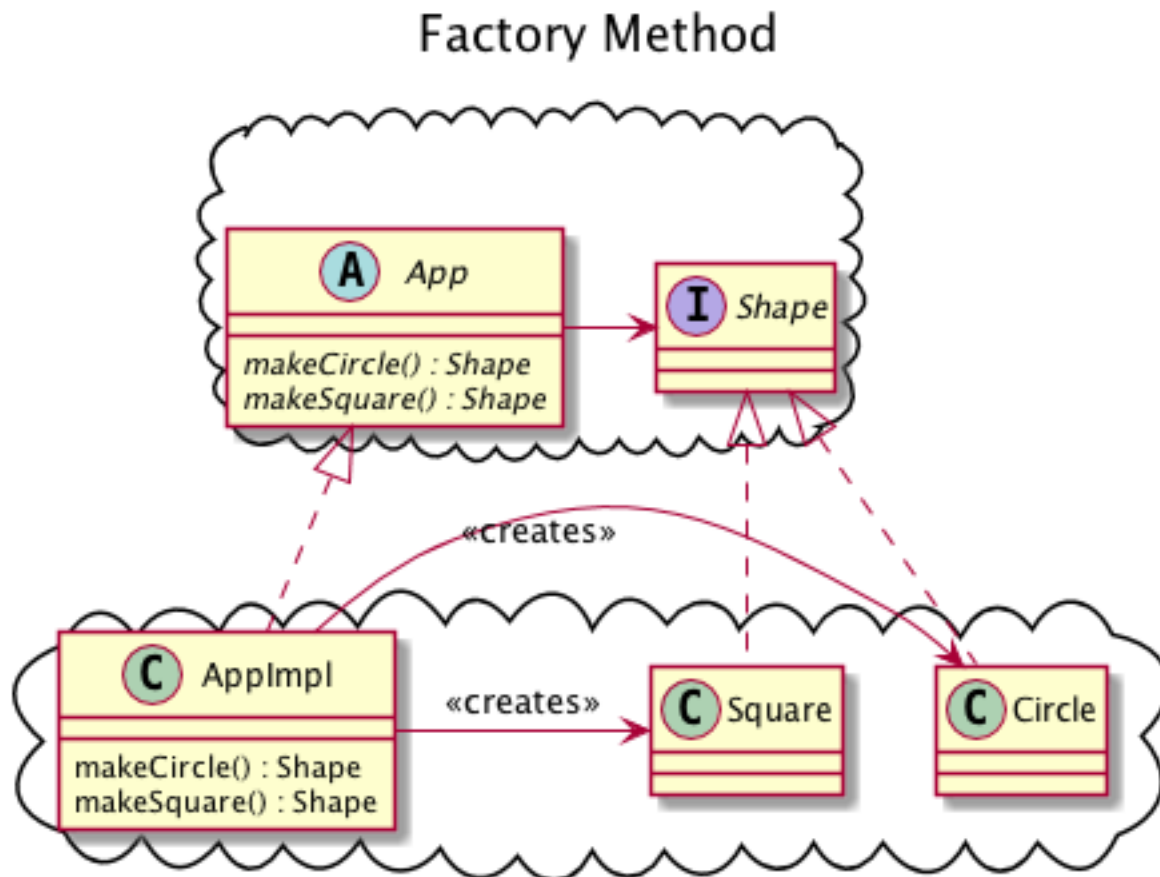 Factory Method
A App
I Shape
makeCircle() : Shape
makeSquare() : Shape
«creates»
C AppImpl
«creates»
C Square
C Circle
makeCircle() : Shape
makeSquare() : Shape